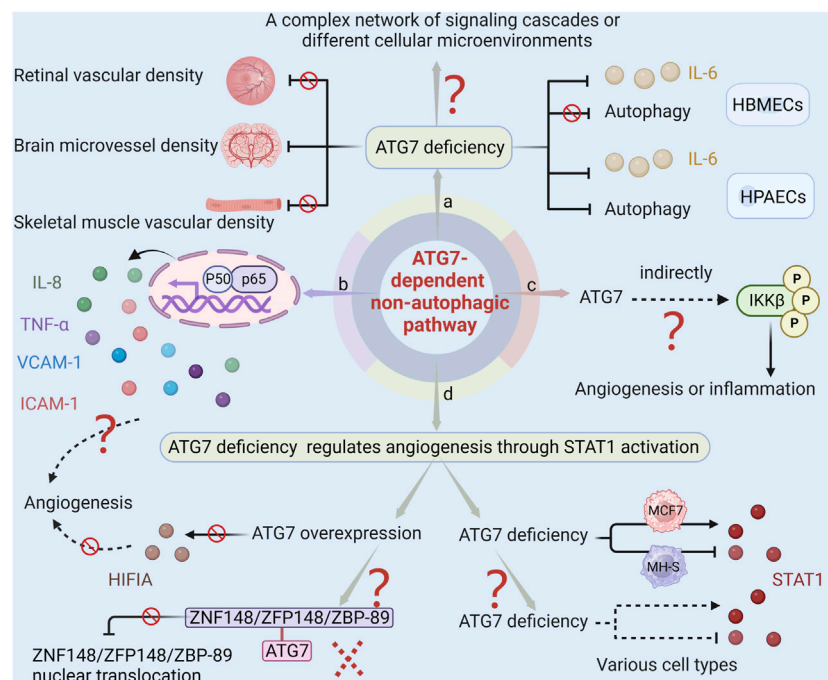 A complex network of signaling cascades or
different cellular microenvironments
Retinal vascular density
Brain microvessel density
Skeletal muscle vascular density
?
ATG7 deficiency
IL-6
Autophagy
HBMECs
IL-6
Autophagy
HPAECs
a
b
c
d
ATG7-
dependent
non-autophagic
pathway
P50
p65
IL-8
TNF-α
VCAM-1
ICAM-1
?
Angiogenesis
ATG7
indirectly
?
IKKβ
P
P
P
Angiogenesis or inflammation
ATG7 deficiency regulates angiogenesis through STAT1 activation
HIFIA
ATG7 overexpression
?
ZNF148/ZFP148/ZBP-89
ATG7
ZNF148/ZFP148/ZBP-89
nuclear translocation
ATG7 deficiency
MCF7
MH-S
STAT1
?
ATG7 deficiency
Various cell types